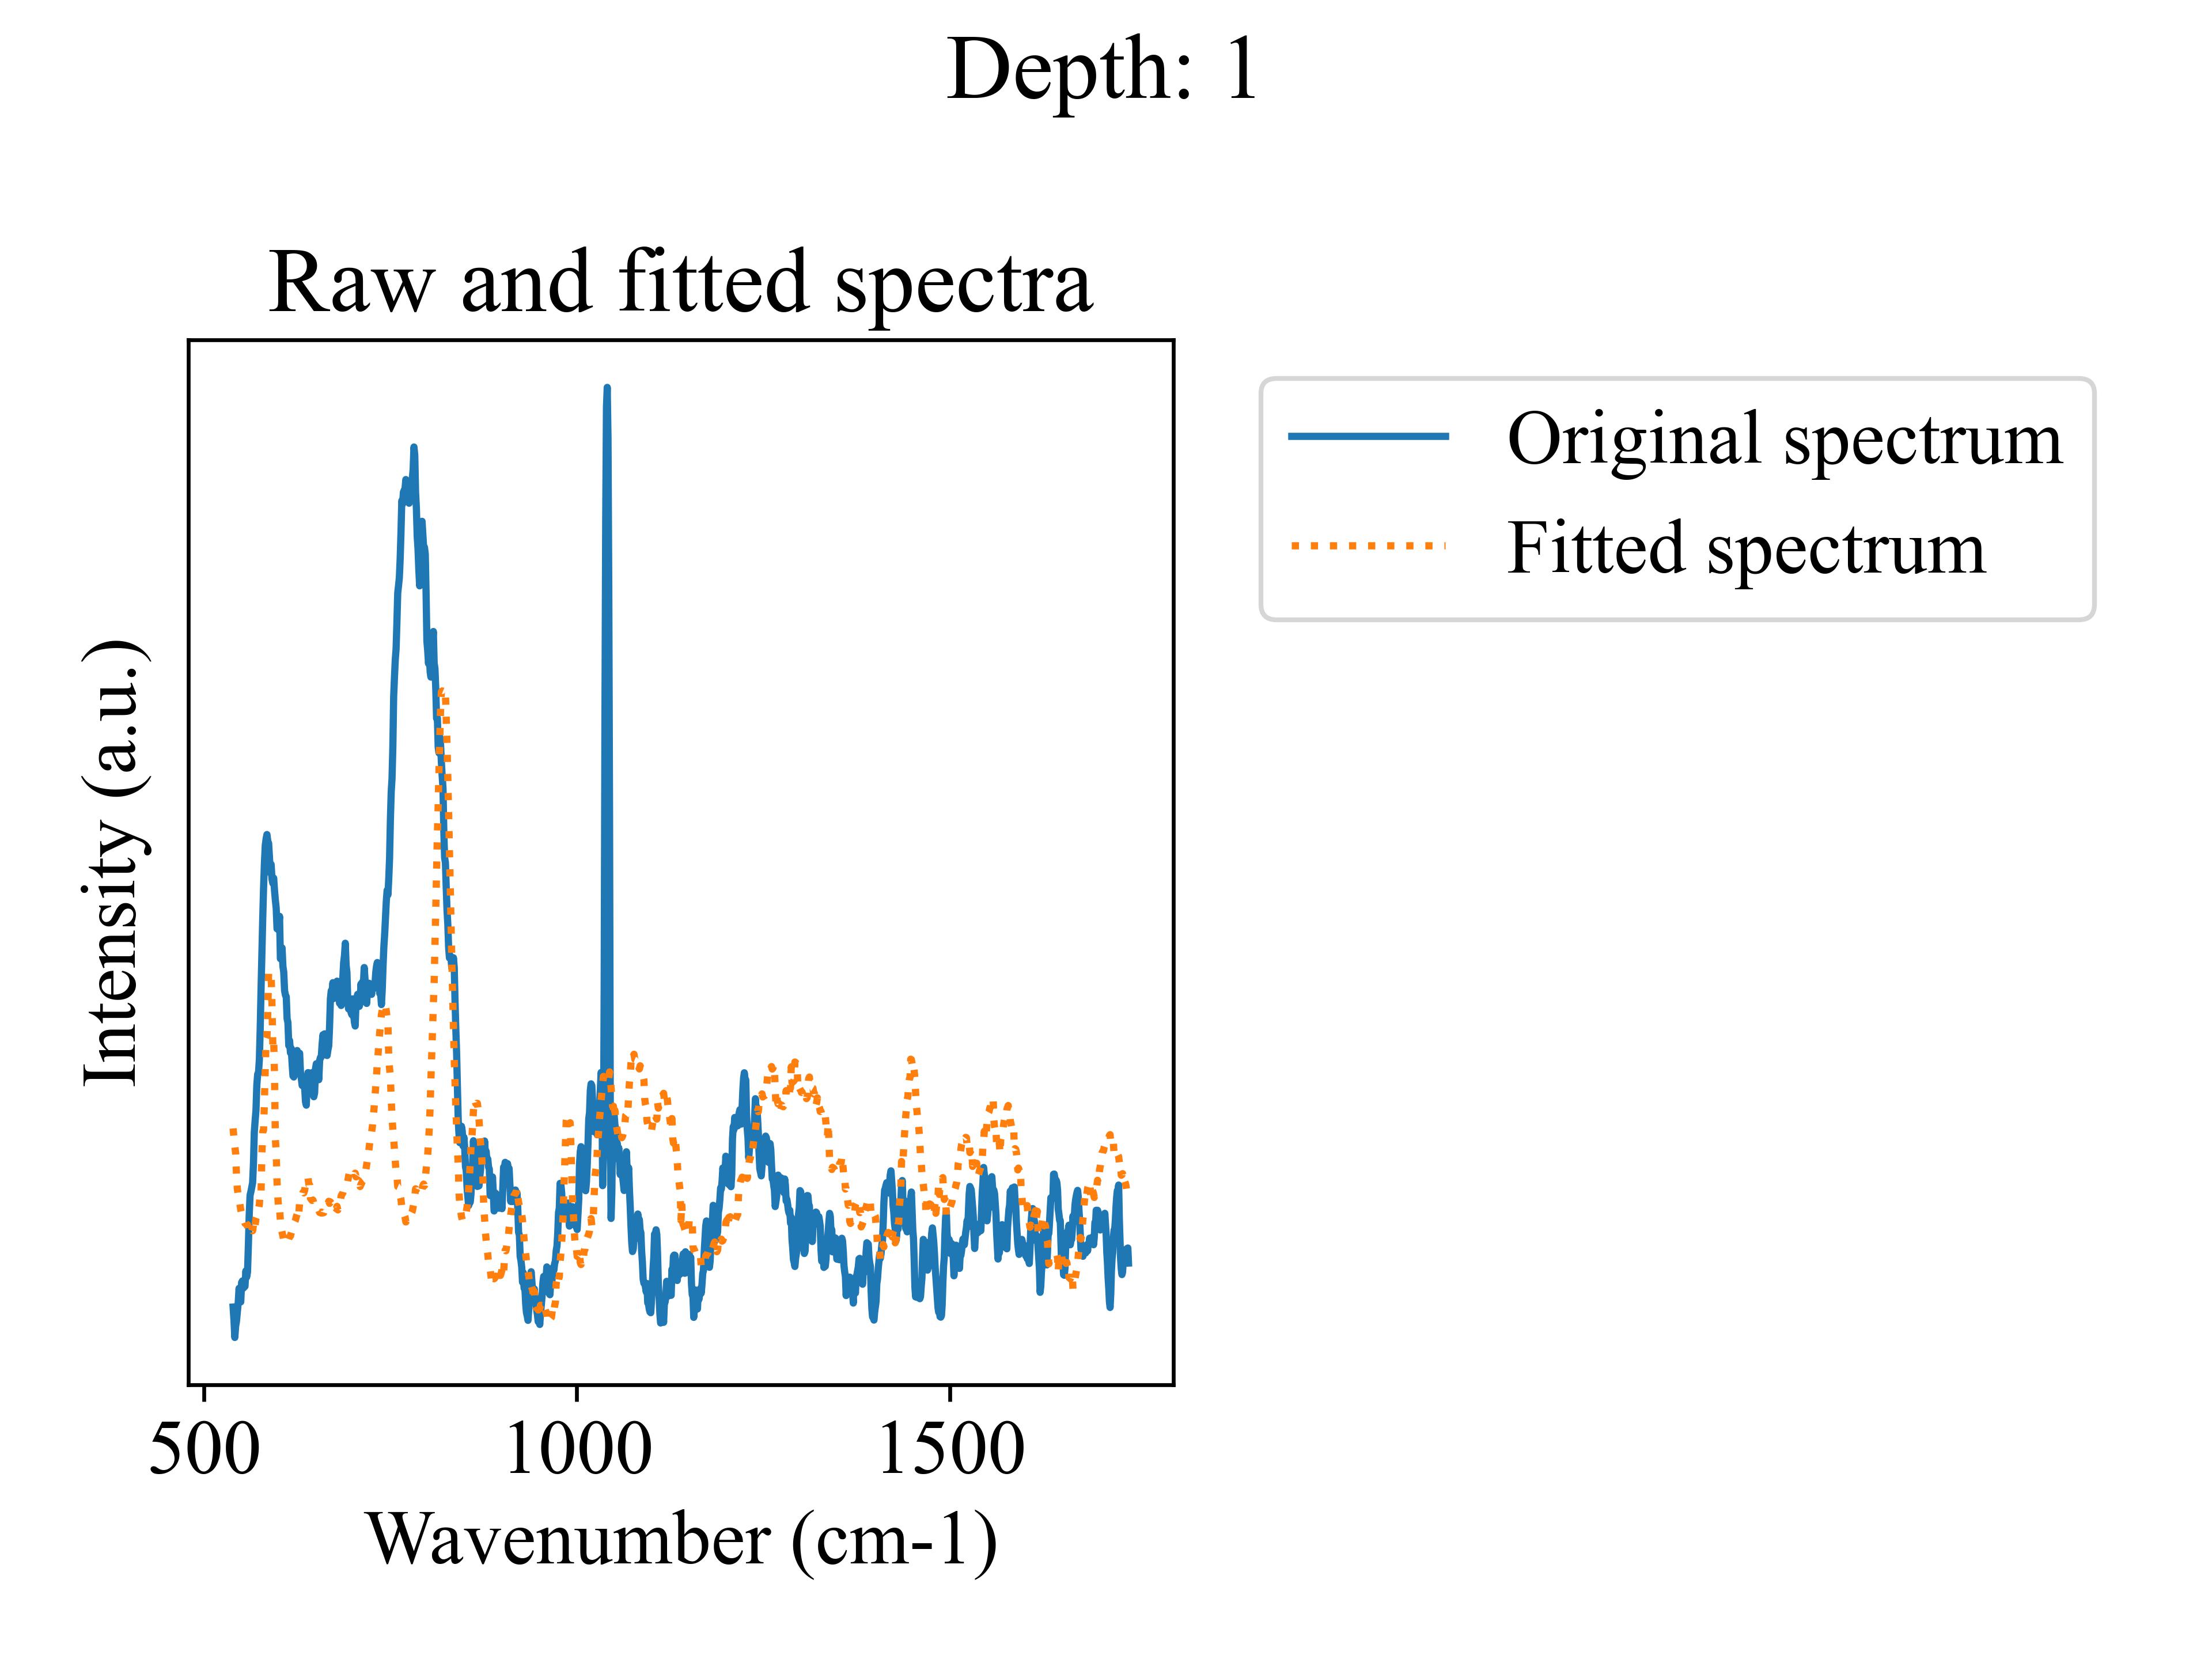 Depth: 1
Raw and fitted spectra
Original spectrum
Fitted spectrum
Intensity (a.u.)
500 1000 1500
Wavenumber (cm-1)